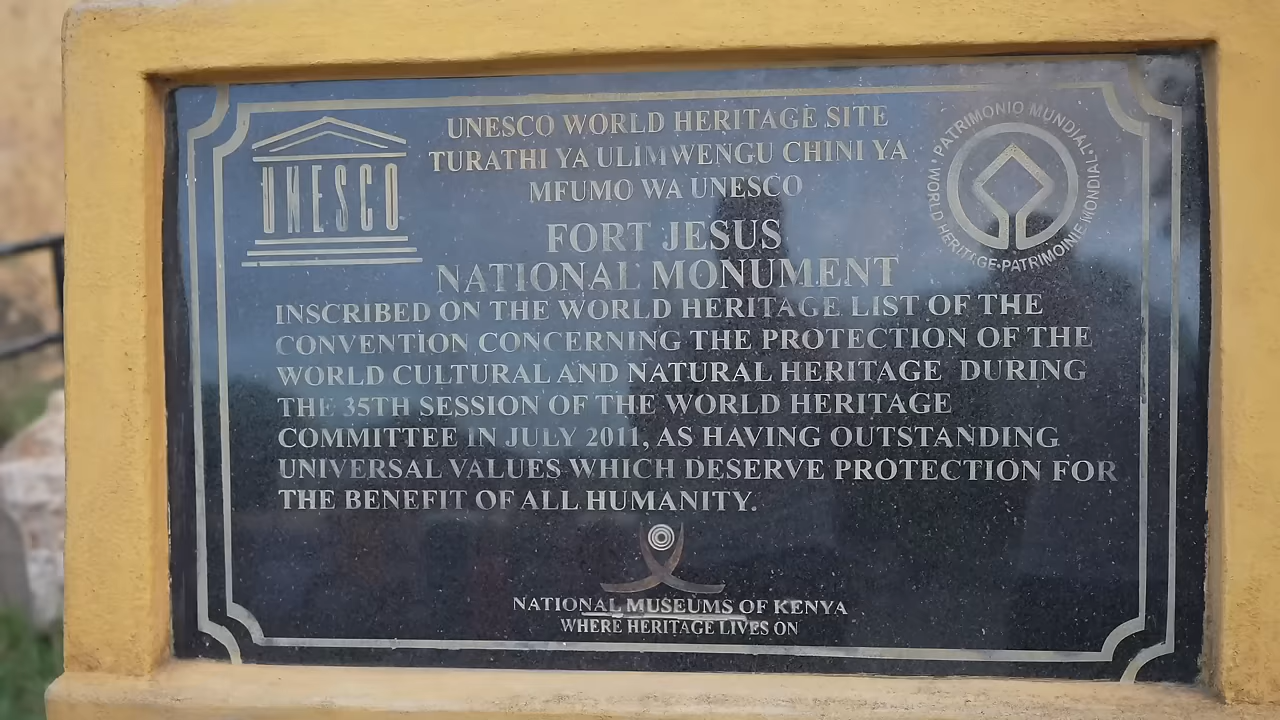 UNESCO WORLD HERITAGE SITE
TURATHI YA ULIMWENGU CHINI YA
MFUMO WA UNESCO
UNESCO
PATRIMONIO MUNDIAL • WORLD HERITAGE • PATRIMOINE MONDIAL •
FORT JESUS
NATIONAL MONUMENT
INSCRIBED ON THE WORLD HERITAGE LIST OF THE
CONVENTION CONCERNING THE PROTECTION OF THE
WORLD CULTURAL AND NATURAL HERITAGE DURING
THE 35TH SESSION OF THE WORLD HERITAGE
COMMITTEE IN JULY 2011, AS HAVING OUTSTANDING
UNIVERSAL VALUES WHICH DESERVE PROTECTION FOR
THE BENEFIT OF ALL HUMANITY.
NATIONAL MUSEUMS OF KENYA
WHERE HERITAGE LIVES ON